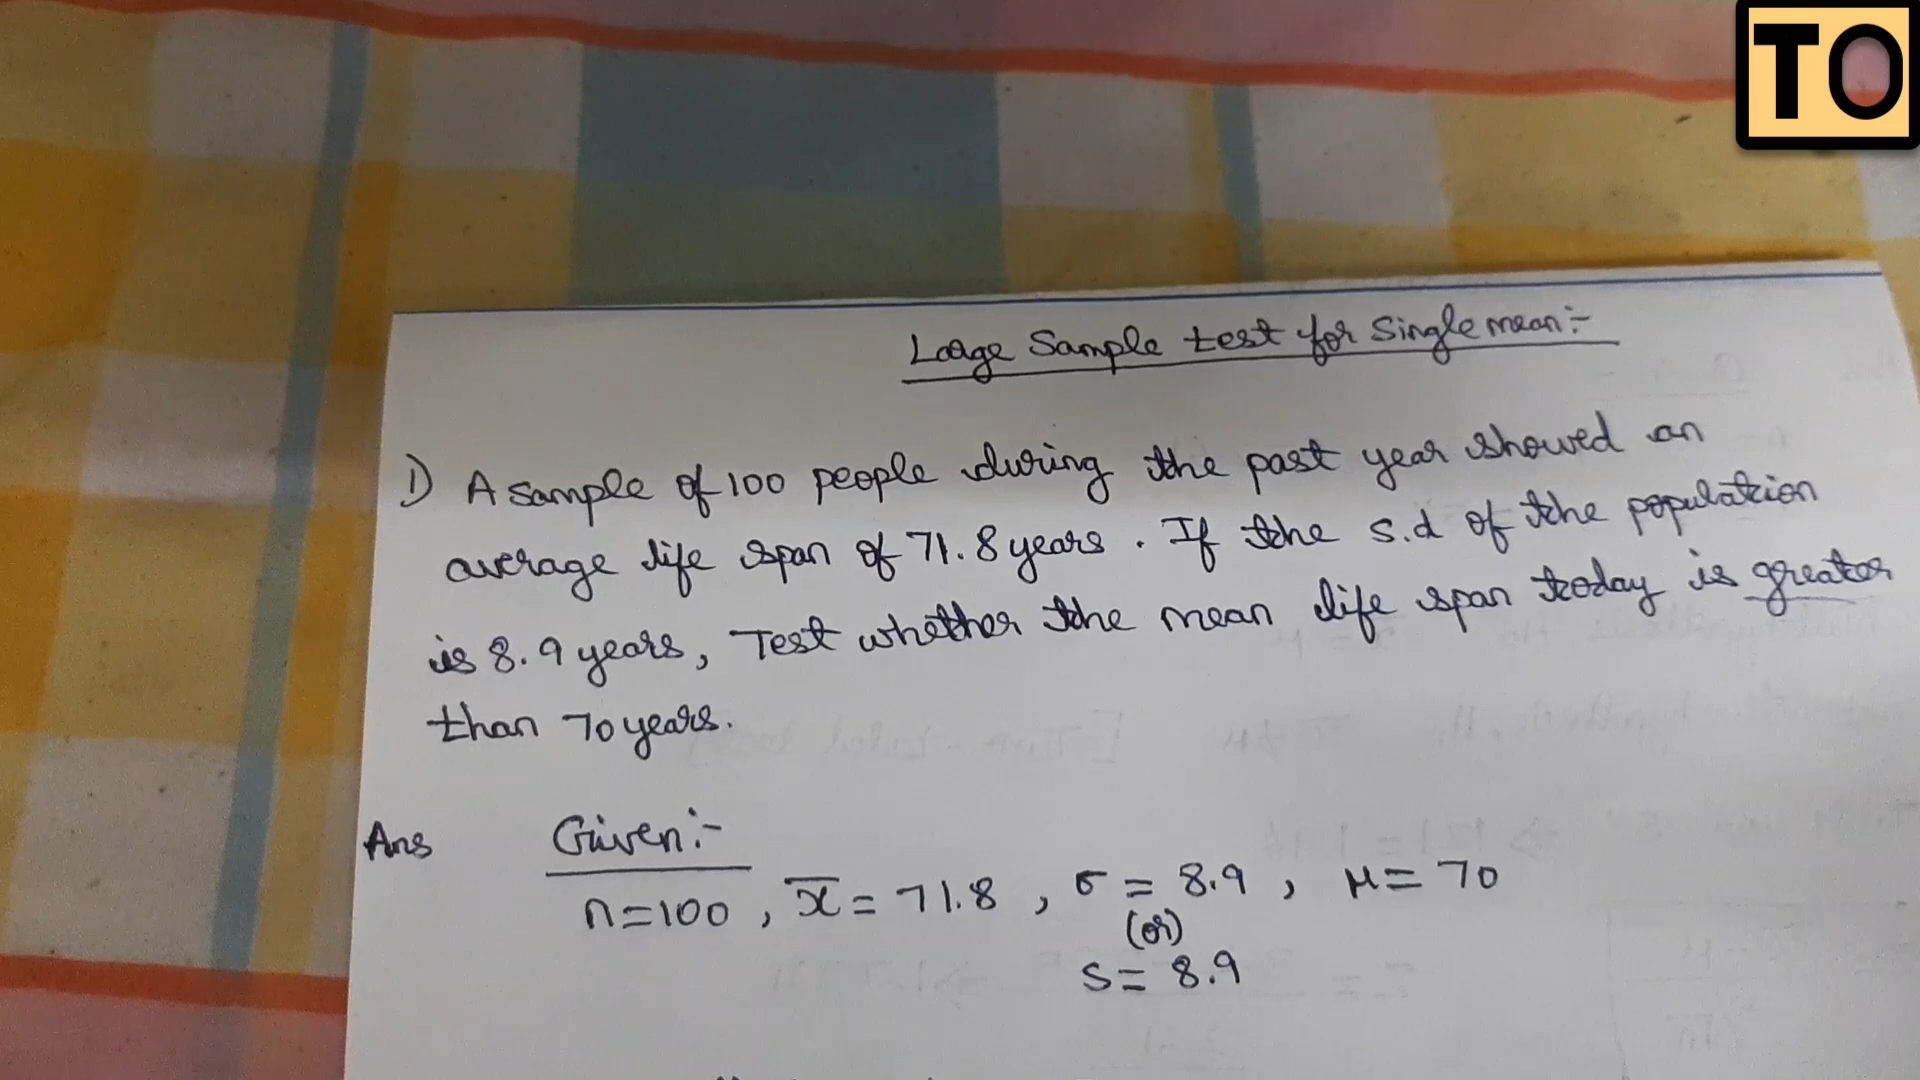 TO
Large Sample test for Single mean:-
1) A sample of 100 people during the past year showed an
average life span of 71.8 years. If the s.d of the population
is 8.9 years, Test whether the mean life span today is greater
than 70 years.
Ans Given:-
n=100, x̄ = 71.8, σ = 8.9, μ = 70
(or)
S = 8.9